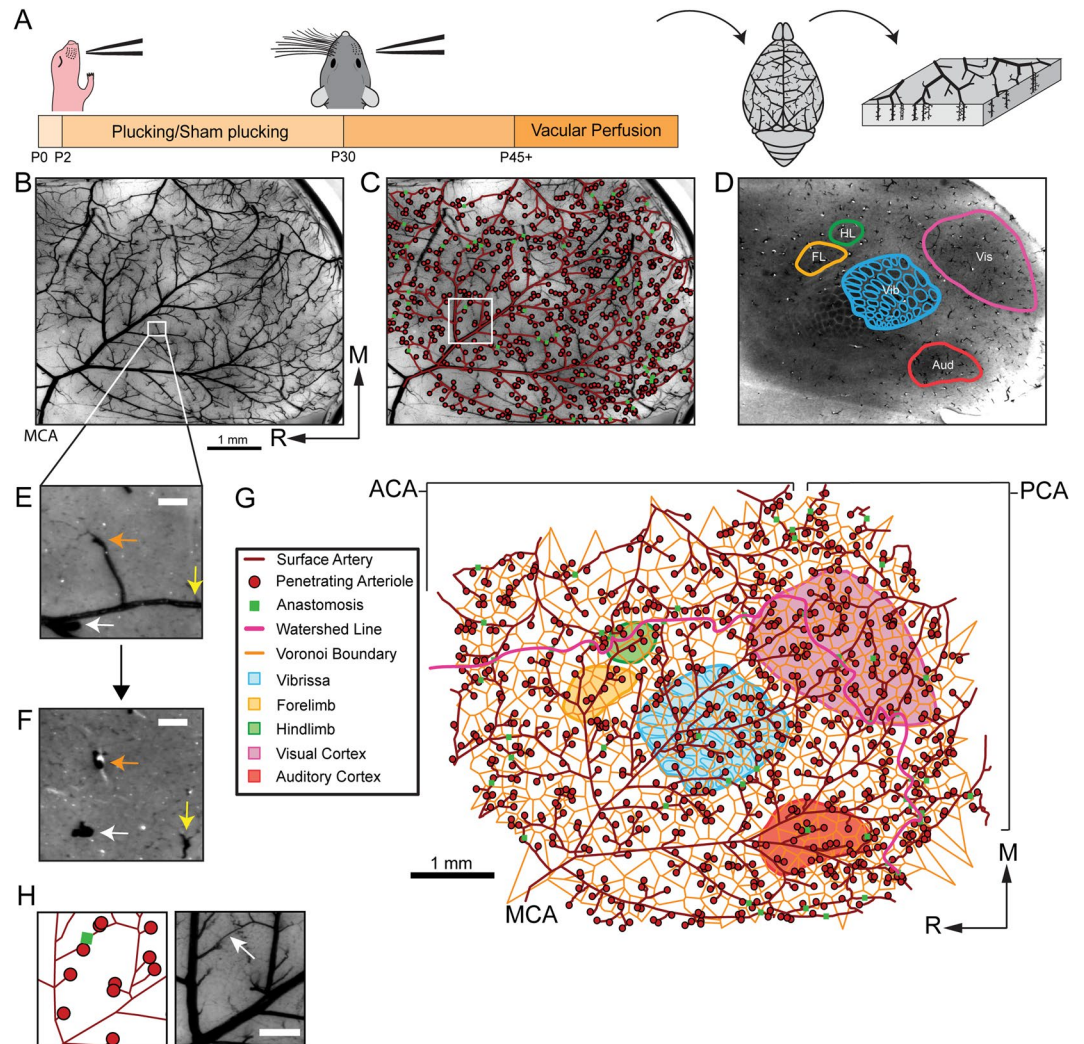 A
Plucking/Sham plucking
Vacular Perfusion
P0 P2 P30 P45+
B
C
D
HL
FL
Vib
Vis
Aud
MCA
1 mm
R
M
E
F
G
ACA
PCA
Surface Artery
Penetrating Arteriole
Anastomosis
Watershed Line
Voronoi Boundary
Vibrissa
Forelimb
Hindlimb
Visual Cortex
Auditory Cortex
1 mm
MCA
M
R
H